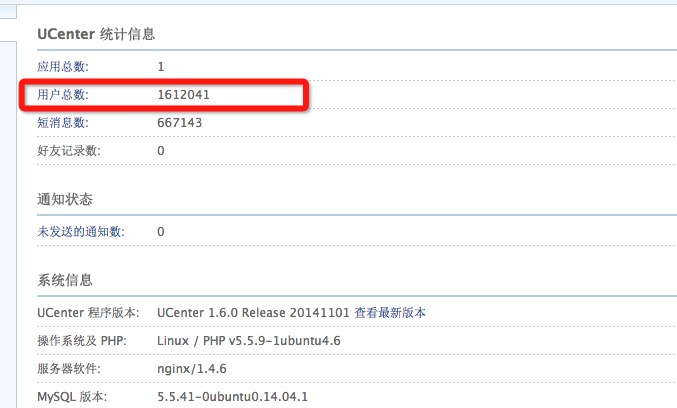 UCenter 统计信息
应用总数: 1
用户总数: 1612041
短消息数: 667143
好友记录数: 0
通知状态
未发送的通知数: 0
系统信息
UCenter 程序版本: UCenter 1.6.0 Release 20141101 查看最新版本
操作系统及 PHP: Linux / PHP v5.5.9-1ubuntu4.6
服务器软件: nginx/1.4.6
MySQL 版本: 5.5.41-0ubuntu0.14.04.1